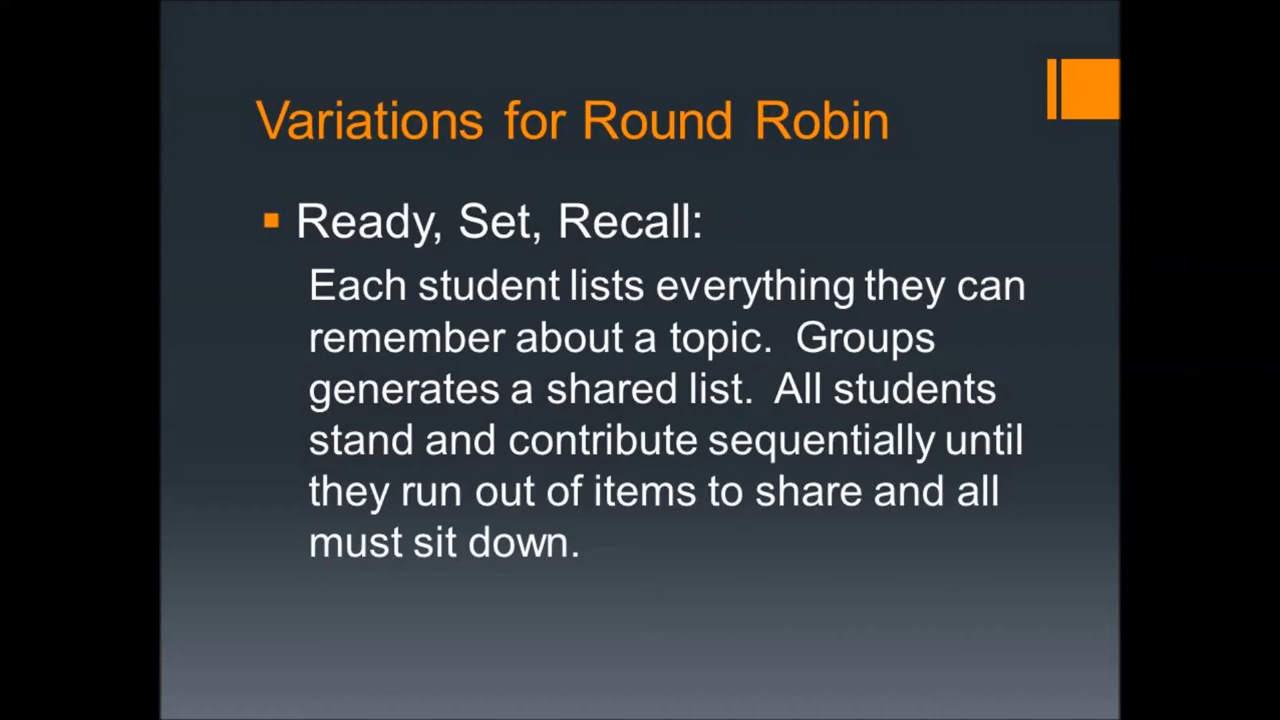 Variations for Round Robin
Ready, Set, Recall:
Each student lists everything they can
remember about a topic.  Groups
generates a shared list.  All students
stand and contribute sequentially until
they run out of items to share and all
must sit down.